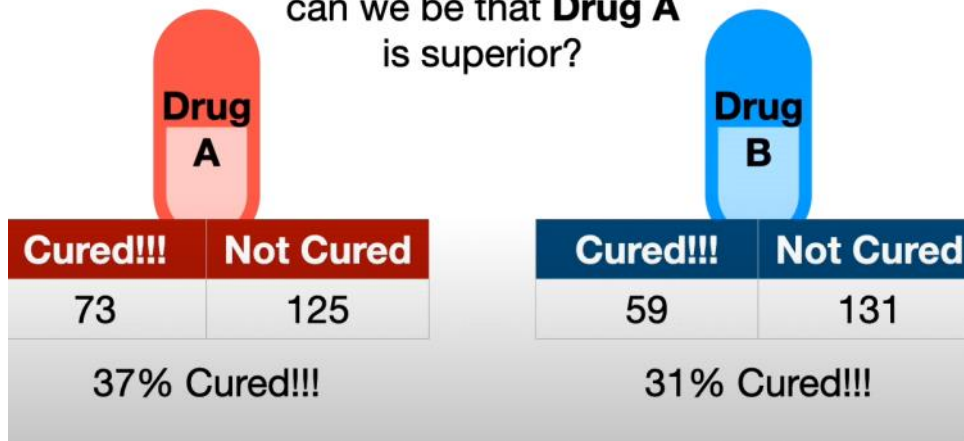 can we be that Drug A
is superior?
Drug
A
Drug
B
Cured!!! Not Cured
73 125
37% Cured!!!
Cured!!! Not Cured
59 131
31% Cured!!!